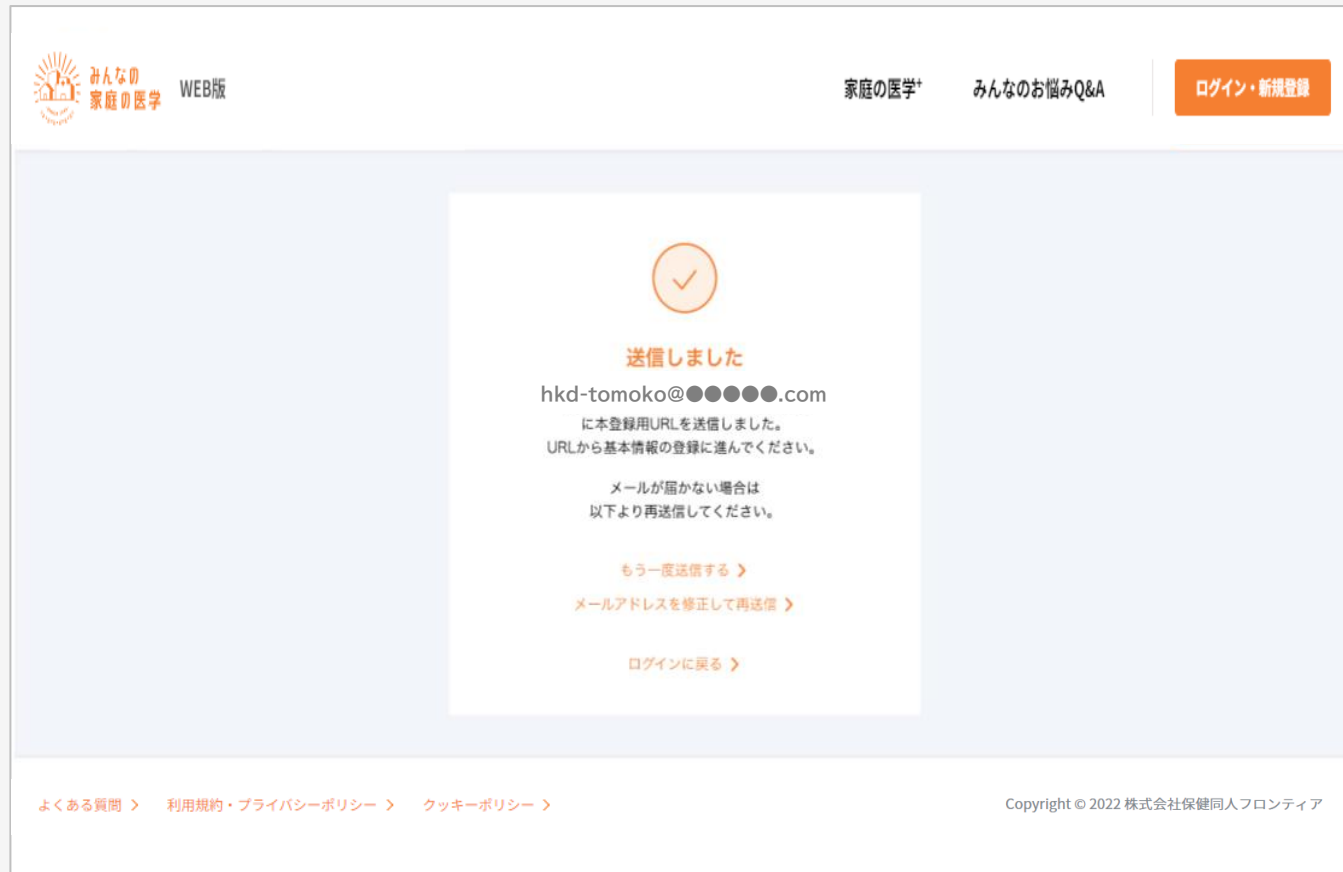 みんなの
家庭の医学
WEB版
家庭の医学+
みんなのお悩みQ&A
ログイン・新規登録
送信しました
hkd-tomoko@●●●●●.com
に本登録用URLを送信しました。
URLから基本情報の登録に進んでください。
メールが届かない場合は
以下より再送信してください。
もう一度送信する
メールアドレスを修正して再送信
ログインに戻る
よくある質問
利用規約・プライバシーポリシー
クッキーポリシー
Copyright © 2022 株式会社保健同人フロンティア